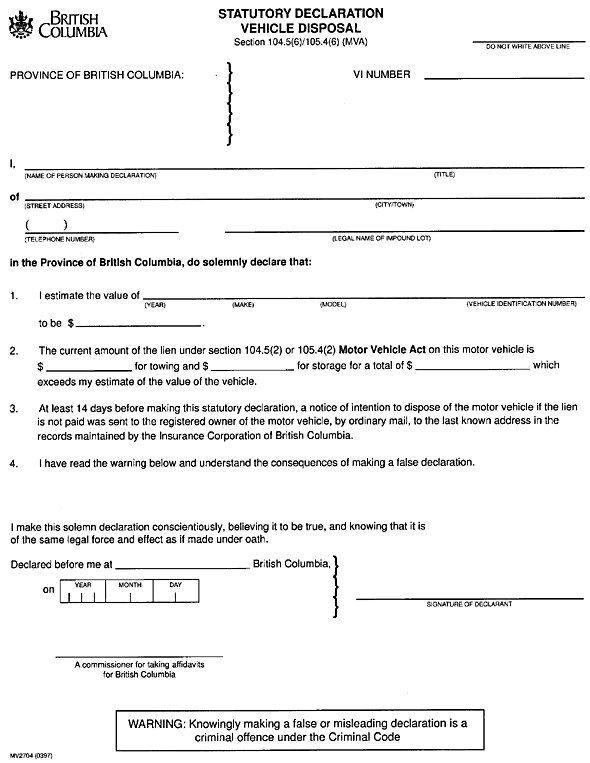 BRITISH
COLUMBIA
STATUTORY DECLARATION
VEHICLE DISPOSAL
Section 104.5(6)/105.4(6) (MVA)
DO NOT WRITE ABOVE LINE
PROVINCE OF BRITISH COLUMBIA:
VI NUMBER
I,
(NAME OF PERSON MAKING DECLARATION) (TITLE)
of
(STREET ADDRESS) (CITY/TOWN)
( )
(TELEPHONE NUMBER) (LEGAL NAME OF IMPOUND LOT)
in the Province of British Columbia, do solemnly declare that:
1. I estimate the value of
(YEAR) (MAKE) (MODEL) (VEHICLE IDENTIFICATION NUMBER)
to be $ .
2. The current amount of the lien under section 104.5(2) or 105.4(2) Motor Vehicle Act on this motor vehicle is
$ for towing and $ for storage for a total of $ which
exceeds my estimate of the value of the vehicle.
3. At least 14 days before making this statutory declaration, a notice of intention to dispose of the motor vehicle if the lien
is not paid was sent to the registered owner of the motor vehicle, by ordinary mail, to the last known address in the
records maintained by the Insurance Corporation of British Columbia.
4. I have read the warning below and understand the consequences of making a false declaration.
I make this solemn declaration conscientiously, believing it to be true, and knowing that it is
of the same legal force and effect as if made under oath.
Declared before me at British Columbia,
on YEAR MONTH DAY
SIGNATURE OF DECLARANT
A commissioner for taking affidavits
for British Columbia
WARNING: Knowingly making a false or misleading declaration is a
criminal offence under the Criminal Code
MV2704 (0397)